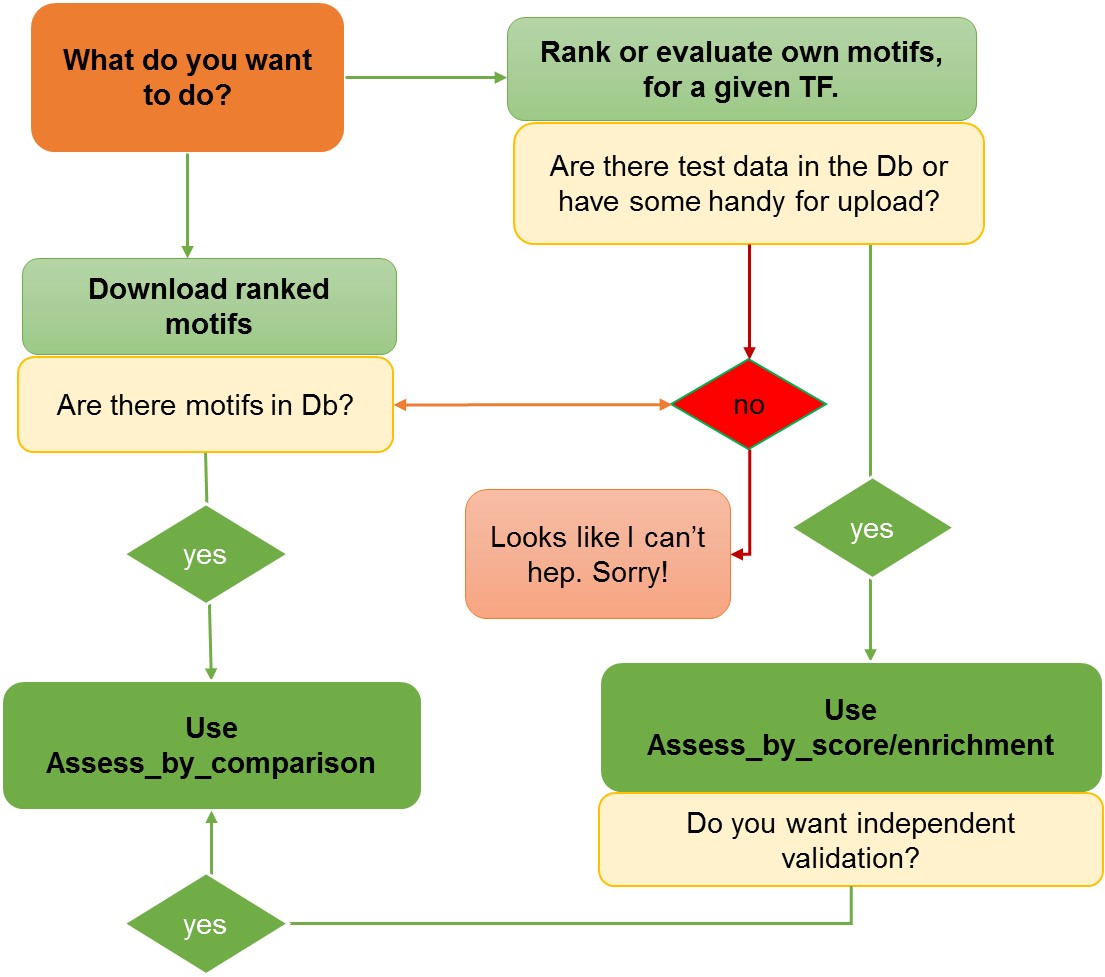 What do you want
to do?
Rank or evaluate own motifs,
for a given TF.
Are there test data in the Db or
have some handy for upload?
Download ranked
motifs
Are there motifs in Db?
no
yes
Looks like I can't
hep. Sorry!
yes
Use
Assess_by_comparison
Use
Assess_by_score/enrichment
Do you want independent
validation?
yes